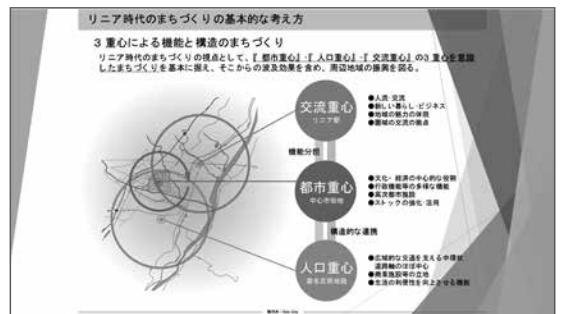 リニア時代のまちづくりの基本的な考え方
3 重心による機能と構造のまちづくり
リニア時代のまちづくりの視点として、『 都市重心』・『 人口重心』・『 交流重心』の3 重心を意識
したまちづくりを基本に据え、そこからの波及効果を含め、周辺地域の振興を図る。
交流重心
リニア駅
●人流・交流
●新しい暮らし・ビジネス
●地域の魅力の体現
●圏域の交流の拠点
機能分担
都市重心
中心市街地
●文化・経済の中心的な役割
●行政機能等の多様な機能
●高次都市施設
●ストックの強化・活用
構造的な連携
人口重心
●広域的な交通を支える中環状
道路軸のほぼ中心
●商業施設等の立地
●生活の利便性を向上させる機能